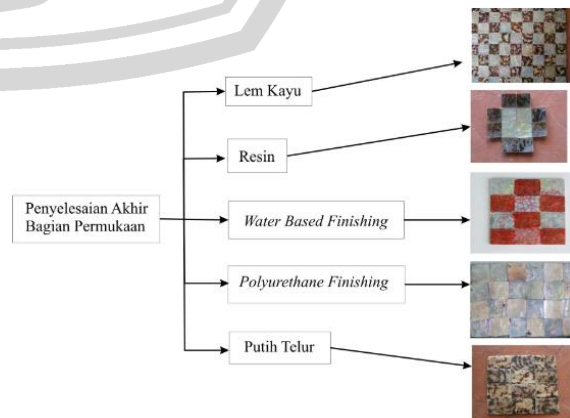 Lem Kayu
Resin
Penyelesaian Akhir
Bagian Permukaan
Water Based Finishing
Polyurethane Finishing
Putih Telur